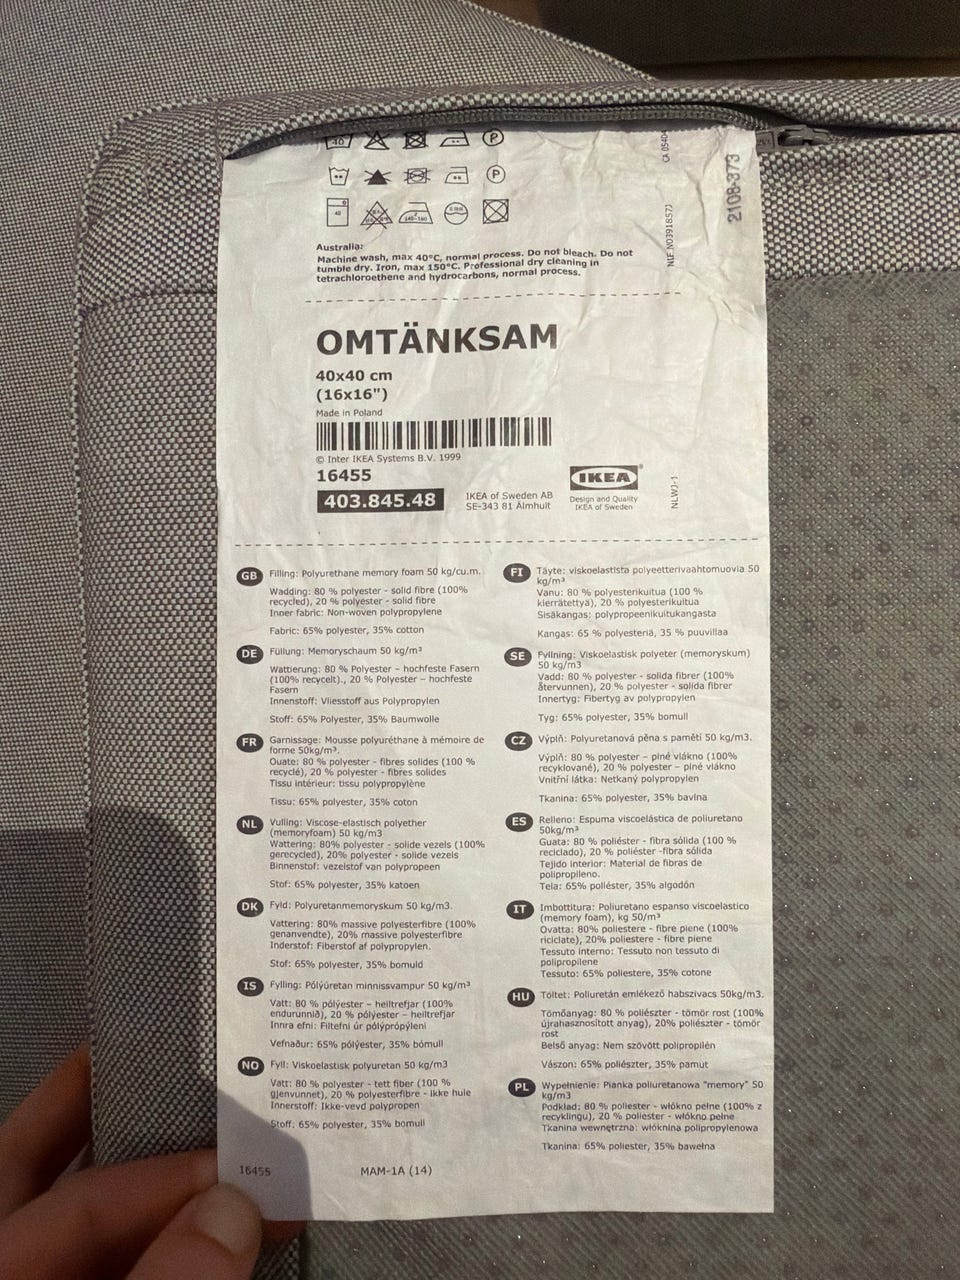 40
P
P
40
140-160
Australia:
Machine wash, max 40°C, normal process. Do not bleach. Do not
tumble dry. Iron, max 150°C. Professional dry cleaning in
tetrachloroethene and hydrocarbons, normal process.
CA 05404
NLE.NO3918573
2108-373
OMTÄNKSAM
40x40 cm
(16x16")
Made in Poland
© Inter IKEA Systems B.V. 1999
16455
403.845.48
IKEA of Sweden AB
SE-343 81 Älmhult
IKEA®
Design and Quality
IKEA of Sweden
NLWJ-1
GB Filling: Polyurethane memory foam 50 kg/cu.m.
Wadding: 80 % polyester - solid fibre (100%
recycled), 20 % polyester - solid fibre
Inner fabric: Non-woven polypropylene
Fabric: 65% polyester, 35% cotton
DE Füllung: Memoryschaum 50 kg/m³
Wattierung: 80 % Polyester – hochfeste Fasern
(100% recycelt)., 20 % Polyester – hochfeste
Fasern
Innenstoff: Vliesstoff aus Polypropylen
Stoff: 65% Polyester, 35% Baumwolle
FR Garnissage: Mousse polyuréthane à mémoire de
forme 50kg/m³.
Ouate: 80 % polyester - fibres solides (100 %
recyclé), 20 % polyester - fibres solides
Tissu intérieur: tissu polypropylène
Tissu: 65% polyester, 35% coton
NL Vulling: Viscose-elastisch polyether
(memoryfoam) 50 kg/m3
Wattering: 80% polyester - solide vezels (100%
gerecycled), 20% polyester - solide vezels
Binnenstof: vezelstof van polypropeen
Stof: 65% polyester, 35% katoen
DK Fyld: Polyuretanmemoryskum 50 kg/m3.
Vattering: 80% massive polyesterfibre (100%
genanvendte), 20% massive polyesterfibre
Inderstof: Fiberstof af polypropylen.
Stof: 65% polyester, 35% bomuld
IS Fylling: Pólýúretan minnissvampur 50 kg/m³
Vatt: 80 % pólýester – heiltrefjar (100%
endurunnið), 20 % pólýester – heiltrefjar
Innra efni: Filtefni úr pólýprópýleni
Vefnaður: 65% pólýester, 35% bómull
NO Fyll: Viskoelastisk polyuretan 50 kg/m3
Vatt: 80 % polyester - tett fiber (100 %
gjenvunnet), 20 % polyesterfibre - ikke hule
Innerstoff: Ikke-vevd polypropen
Stoff: 65% polyester, 35% bomull
FI Täyte: viskoelastista polyeetterivaahtomuovia 50
kg/m³
Vanu: 80 % polyesterikuitua (100 %
kierrätettyä), 20 % polyesterikuitua
Sisäkangas: polypropeenikuitukangasta
Kangas: 65 % polyesteriä, 35 % puuvillaa
SE Fyllning: Viskoelastisk polyeter (memoryskum)
50 kg/m3
Vadd: 80 % polyester - solida fibrer (100%
återvunnen), 20 % polyester - solida fibrer
Innertyg: Fibertyg av polypropylen
Tyg: 65% polyester, 35% bomull
CZ Výplň: Polyuretanová pěna s pamětí 50 kg/m3.
Výplň: 80 % polyester – plné vlákno (100%
recyklované), 20 % polyester – plné vlákno
Vnitřní látka: Netkaný polypropylen
Tkanina: 65% polyester, 35% bavlna
ES Relleno: Espuma viscoelástica de poliuretano
50kg/m³
Guata: 80 % poliéster - fibra sólida (100 %
reciclado), 20 % poliéster -fibra sólida
Tejido interior: Material de fibras de
polipropileno.
Tela: 65% poliéster, 35% algodón
IT Imbottitura: Poliuretano espanso viscoelastico
(memory foam), kg 50/m³
Ovatta: 80% poliestere - fibre piene (100%
riciclate), 20% poliestere - fibre piene
Tessuto interno: Tessuto non tessuto di
polipropilene
Tessuto: 65% poliestere, 35% cotone
HU Töltet: Poliuretán emlékező habszivacs 50kg/m3.
Tömőanyag: 80 % poliészter - tömör rost (100%
újrahasznosított anyag), 20% poliészter - tömör
rost
Belső anyag: Nem szövött polipropilén
Vászon: 65% poliészter, 35% pamut
PL Wypełnienie: Pianka poliuretanowa "memory" 50
kg/m3
Podkład: 80 % poliester - włókno pełne (100% z
recyklingu), 20 % poliester - włókno pełne
Tkanina wewnętrzna: włóknina polipropylenowa
Tkanina: 65% poliester, 35% bawełna
16455
MAM-1A (14)